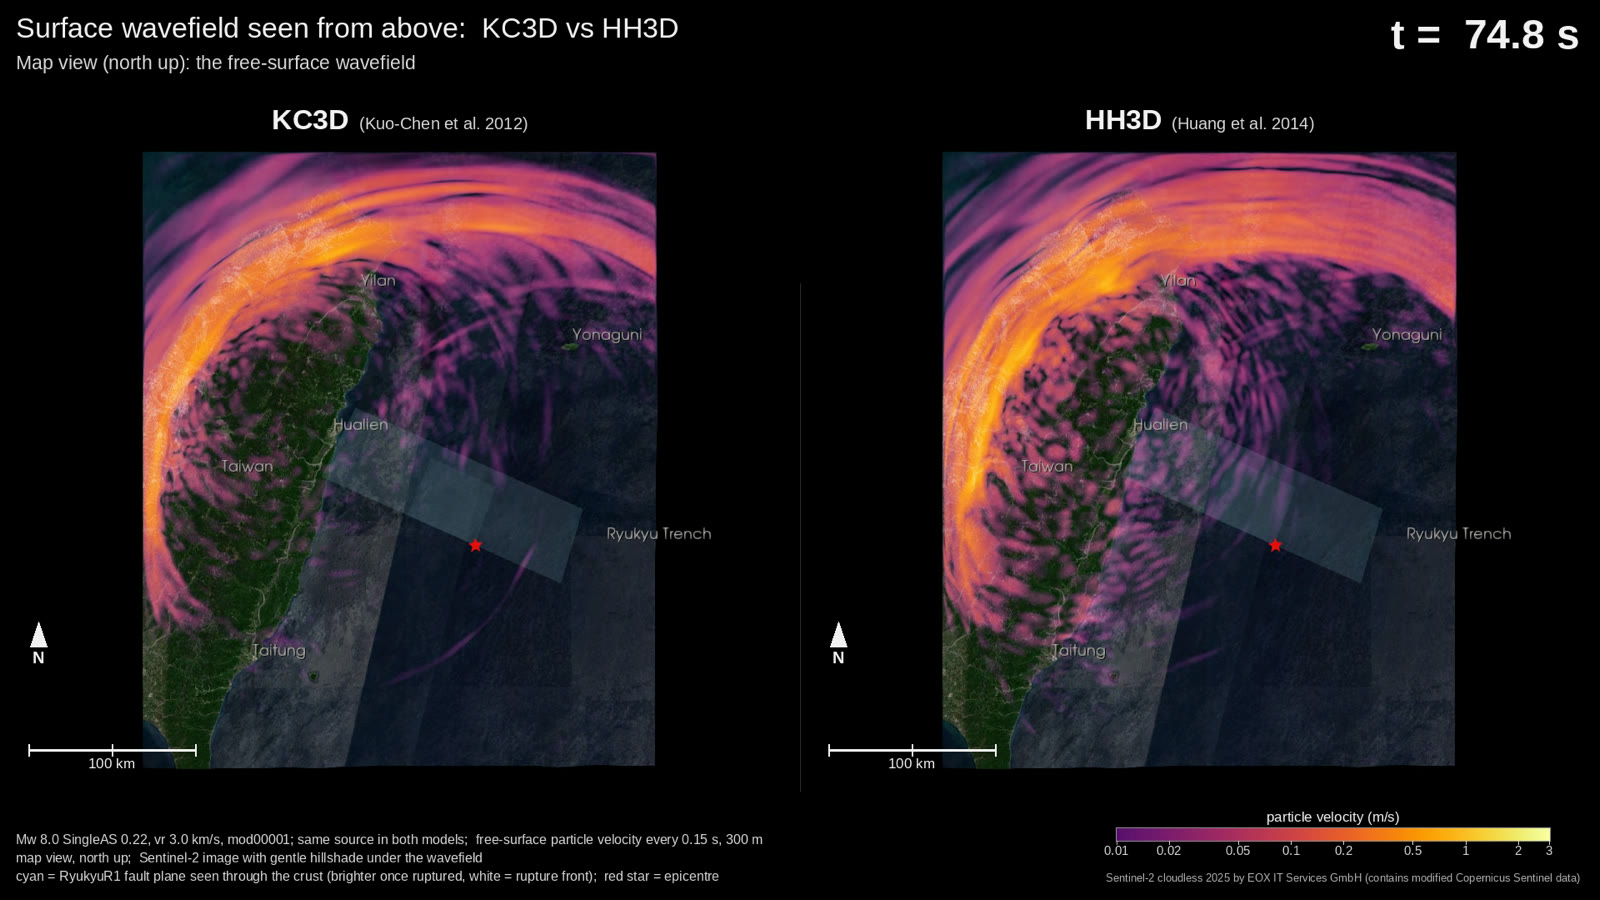 Surface wavefield seen from above:  KC3D vs HH3D
t =  74.8 s
Map view (north up): the free-surface wavefield
KC3D (Kuo-Chen et al. 2012)
HH3D (Huang et al. 2014)
Yilan
Yonaguni
Hualien
Taiwan
Ryukyu Trench
Taitung
N
100 km
Yilan
Yonaguni
Hualien
Taiwan
Ryukyu Trench
Taitung
N
100 km
particle velocity (m/s)
0.01 0.02 0.05 0.1 0.2 0.5 1 2 3
Mw 8.0 SingleAS 0.22, vr 3.0 km/s, mod00001; same source in both models;  free-surface particle velocity every 0.15 s, 300 m
map view, north up;  Sentinel-2 image with gentle hillshade under the wavefield
cyan = RyukyuR1 fault plane seen through the crust (brighter once ruptured, white = rupture front);  red star = epicentre
Sentinel-2 cloudless 2025 by EOX IT Services GmbH (contains modified Copernicus Sentinel data)